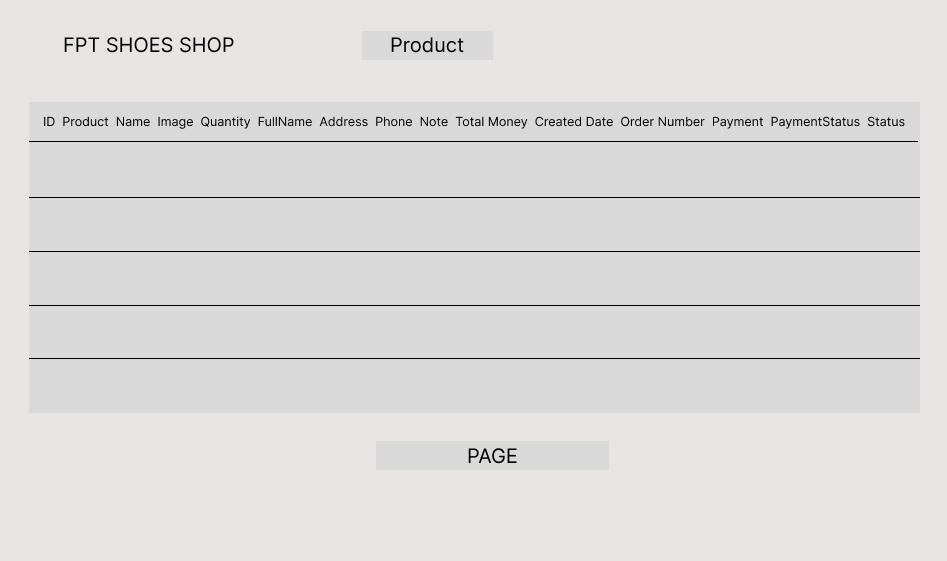 FPT SHOES SHOP Product
ID Product Name Image Quantity FullName Address Phone Note Total Money Created Date Order Number Payment PaymentStatus Status
PAGE